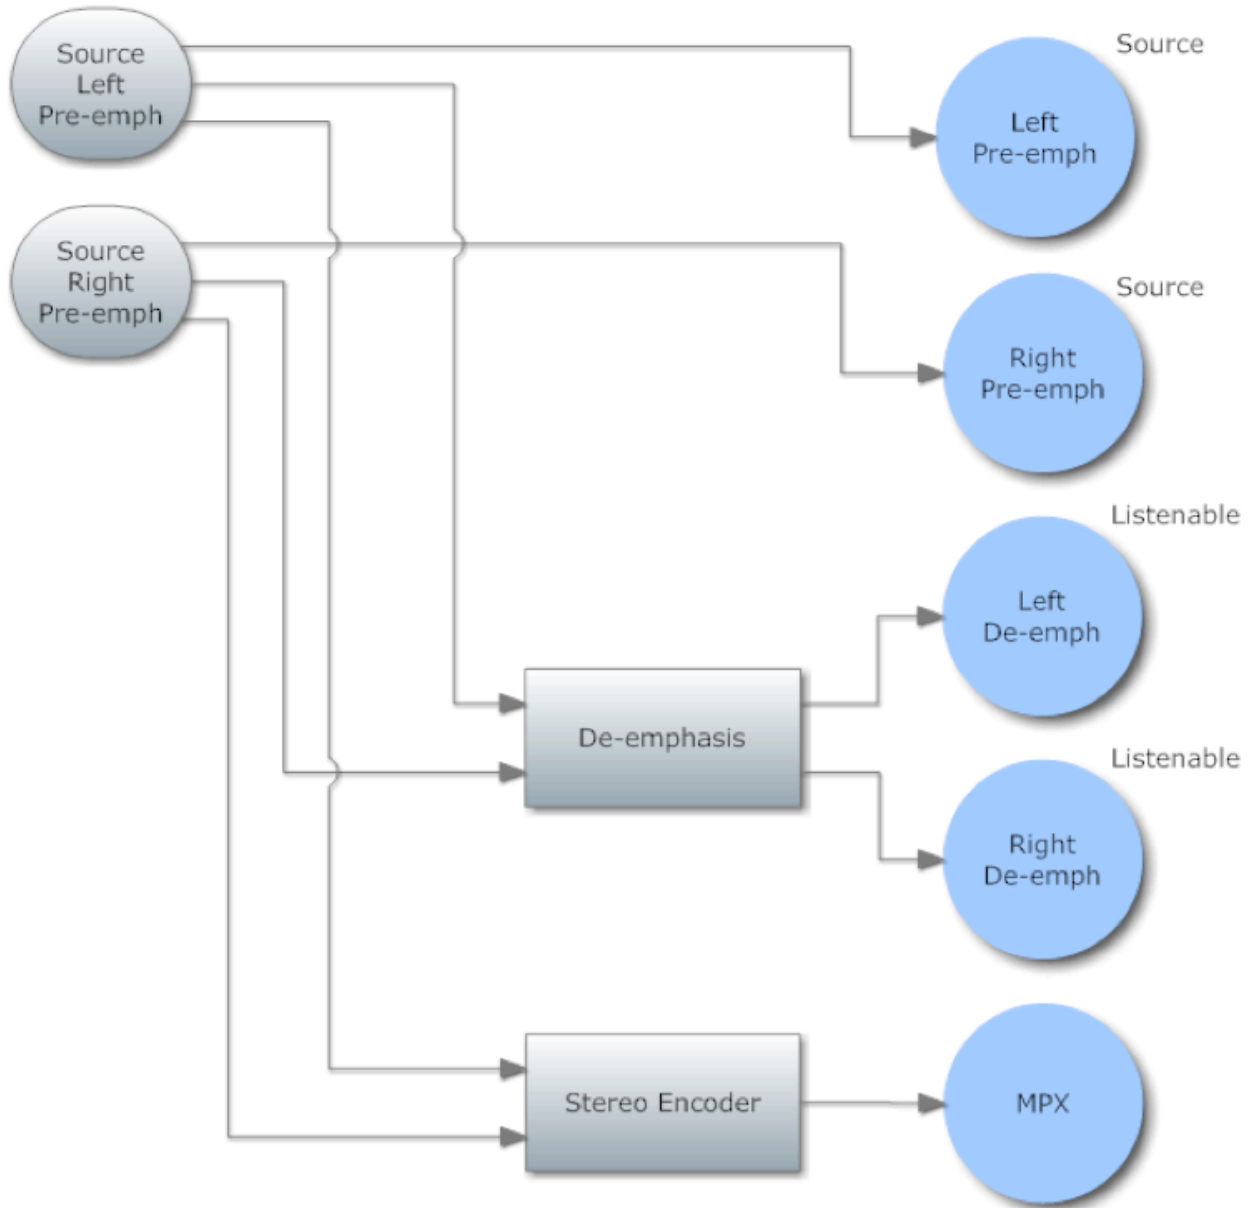 Source
Left
Pre-emph
Source
Left
Pre-emph
Source
Right
Pre-emph
Source
Right
Pre-emph
Listenable
Left
De-emph
De-emphasis
Listenable
Right
De-emph
Stereo Encoder
MPX